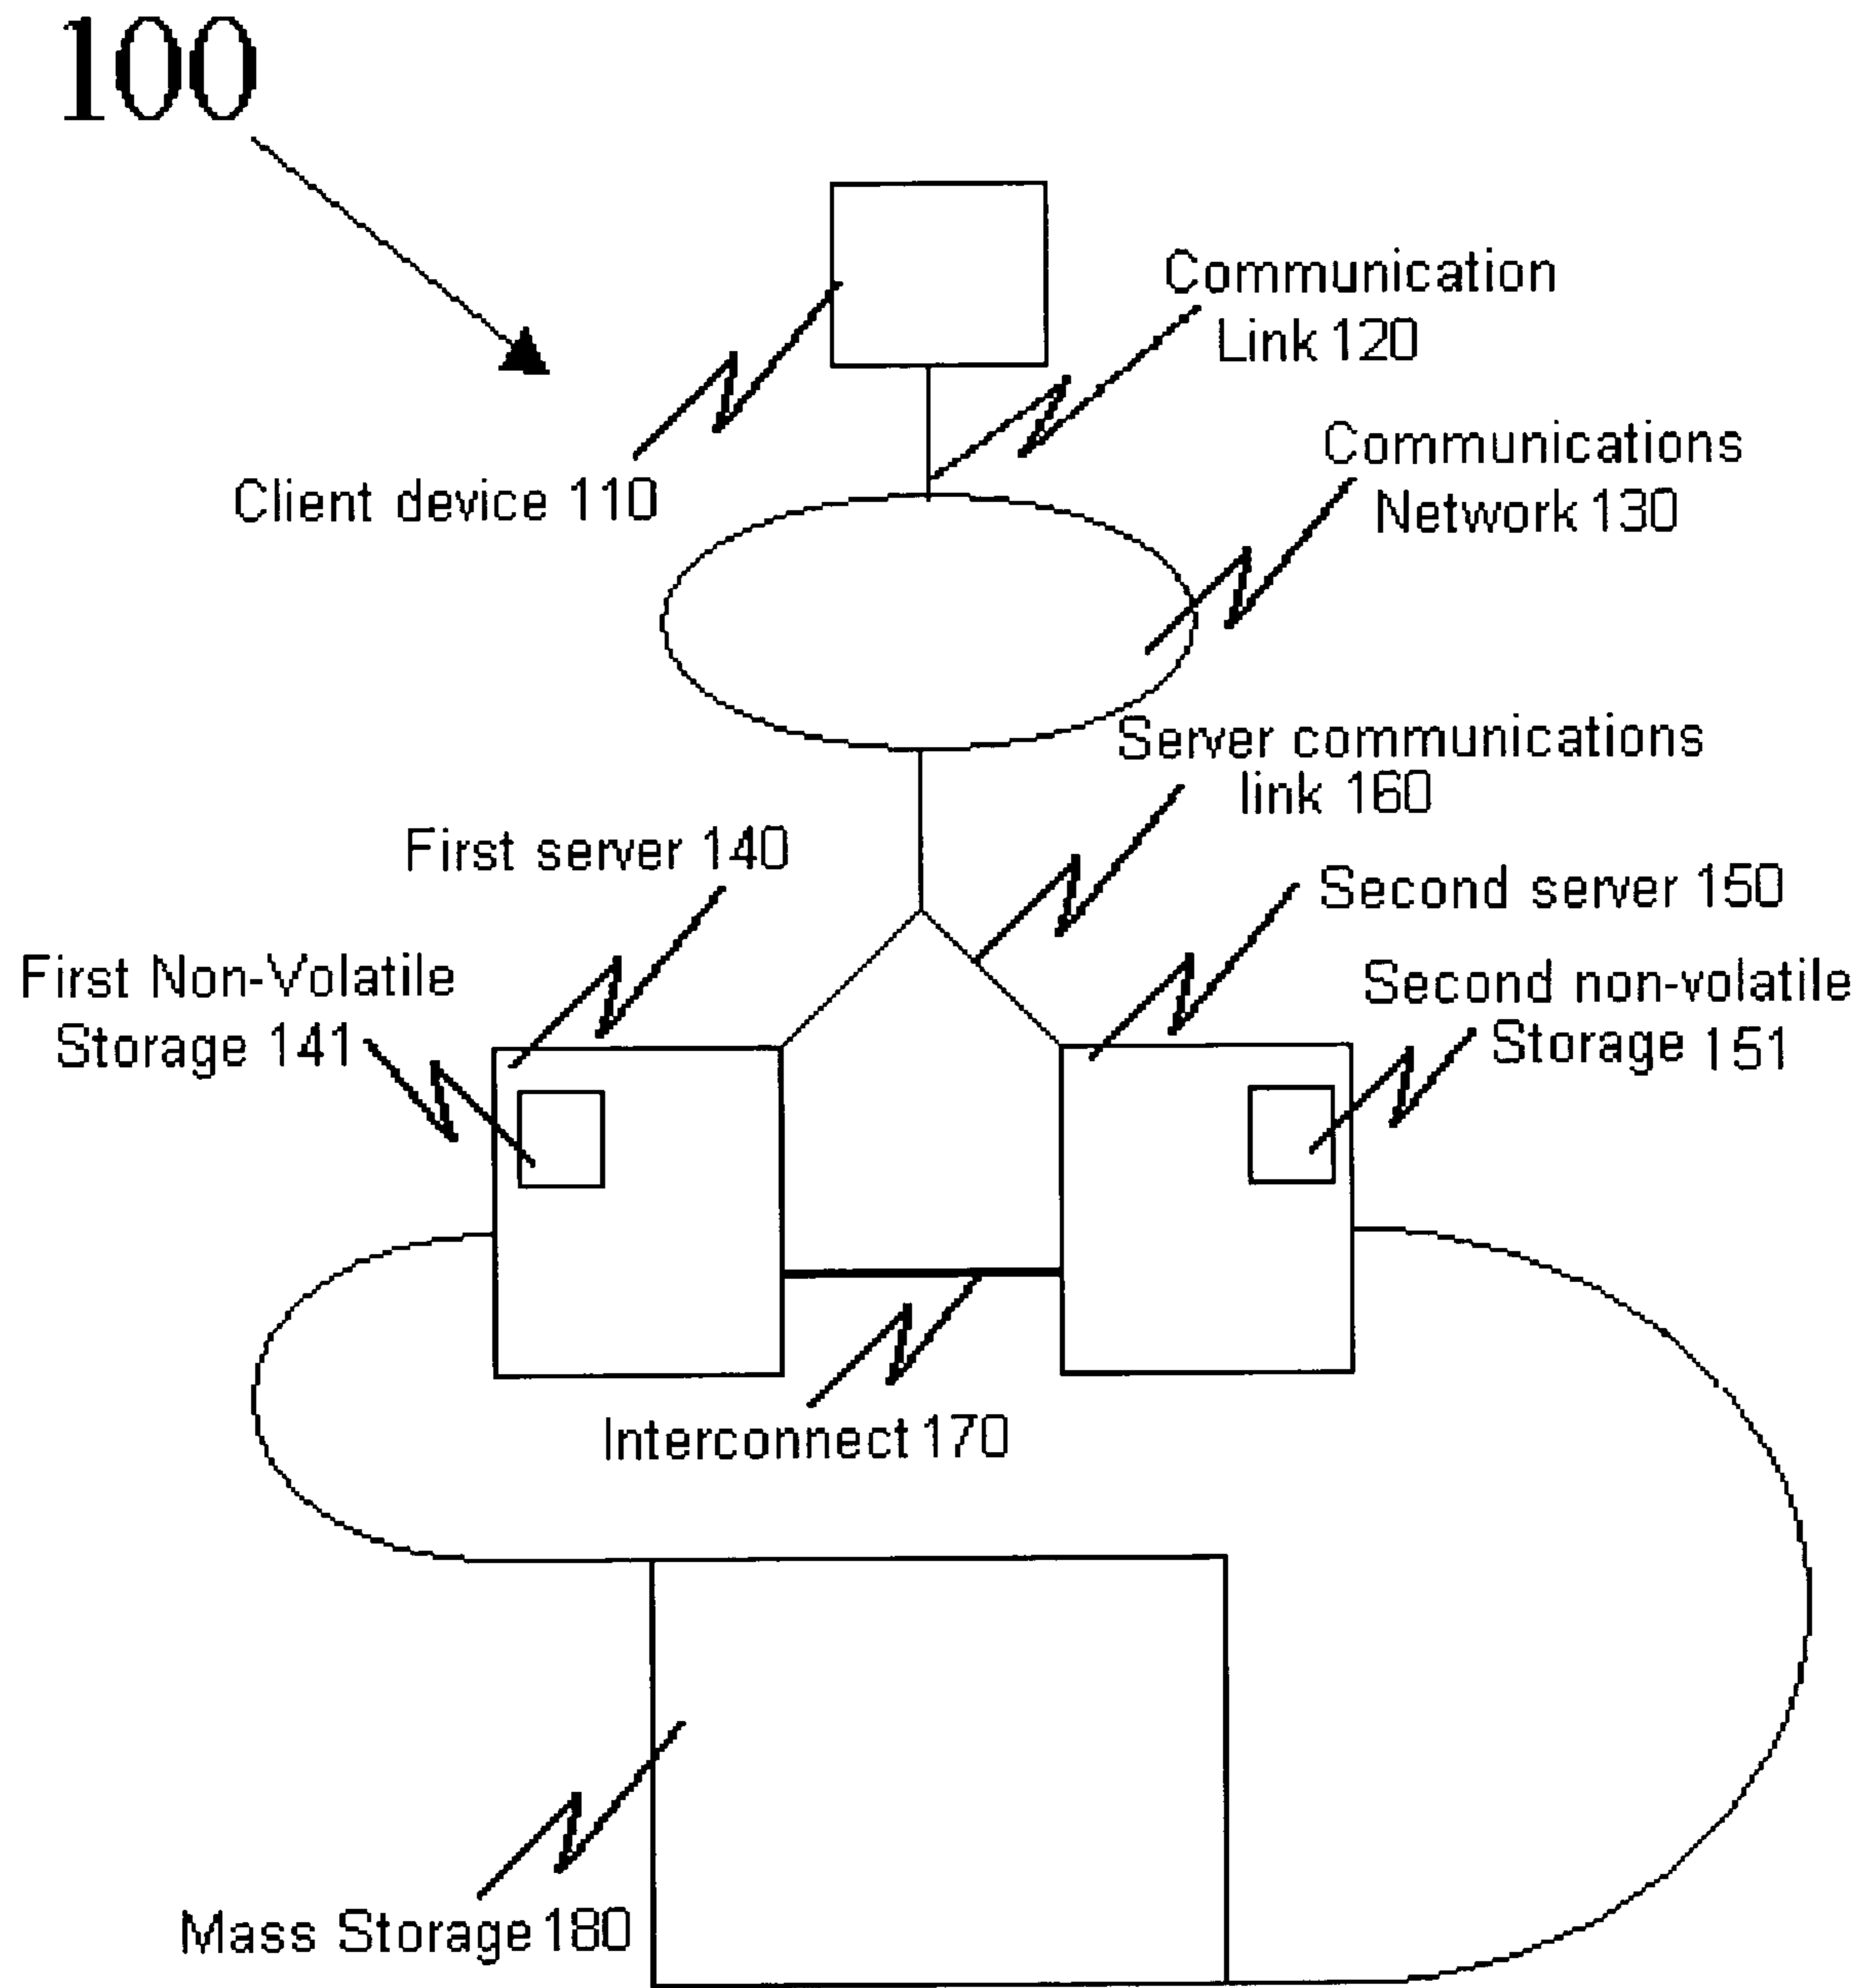 100
Communication
Link 120
Communications
Network 130
Client device 110
Server communications
link 160
First server 140
Second server 150
First Non-Volatile
Storage 141
Second non-volatile
Storage 151
Interconnect 170
Mass Storage 180